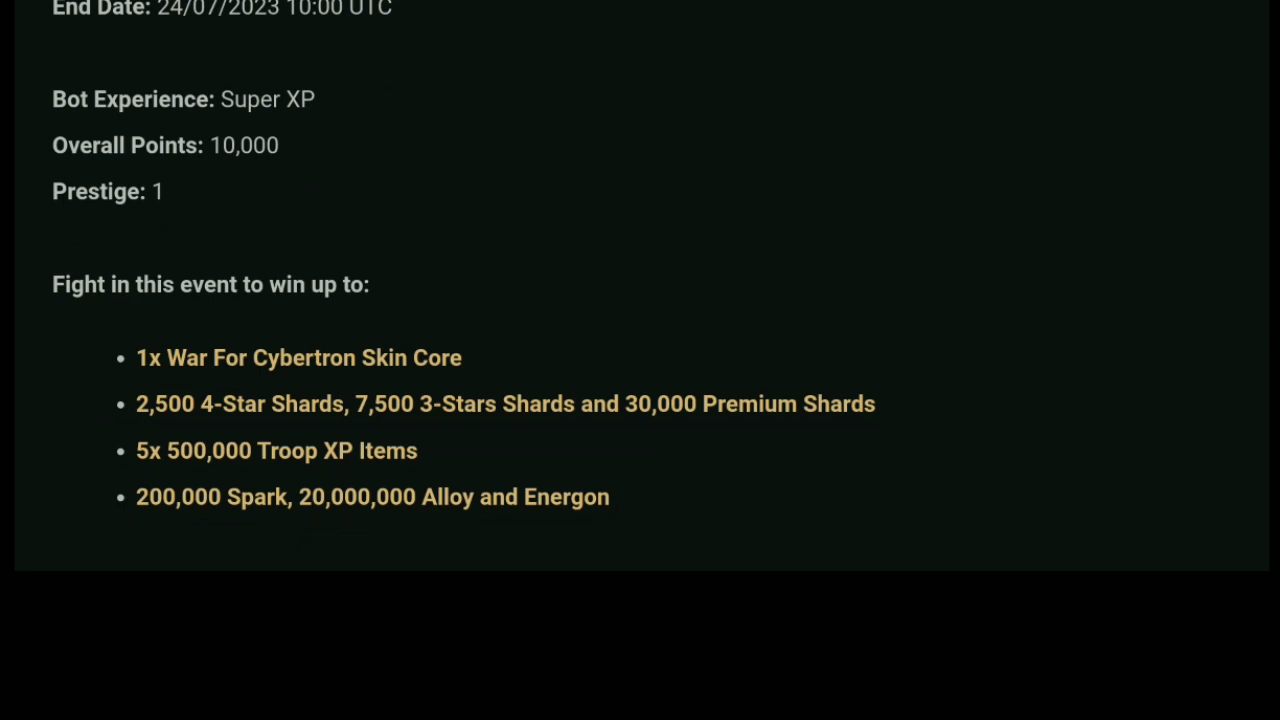 End Date: 24/07/2023 10:00 UTC
Bot Experience: Super XP
Overall Points: 10,000
Prestige: 1
Fight in this event to win up to:
• 1x War For Cybertron Skin Core
• 2,500 4-Star Shards, 7,500 3-Stars Shards and 30,000 Premium Shards
• 5x 500,000 Troop XP Items
• 200,000 Spark, 20,000,000 Alloy and Energon